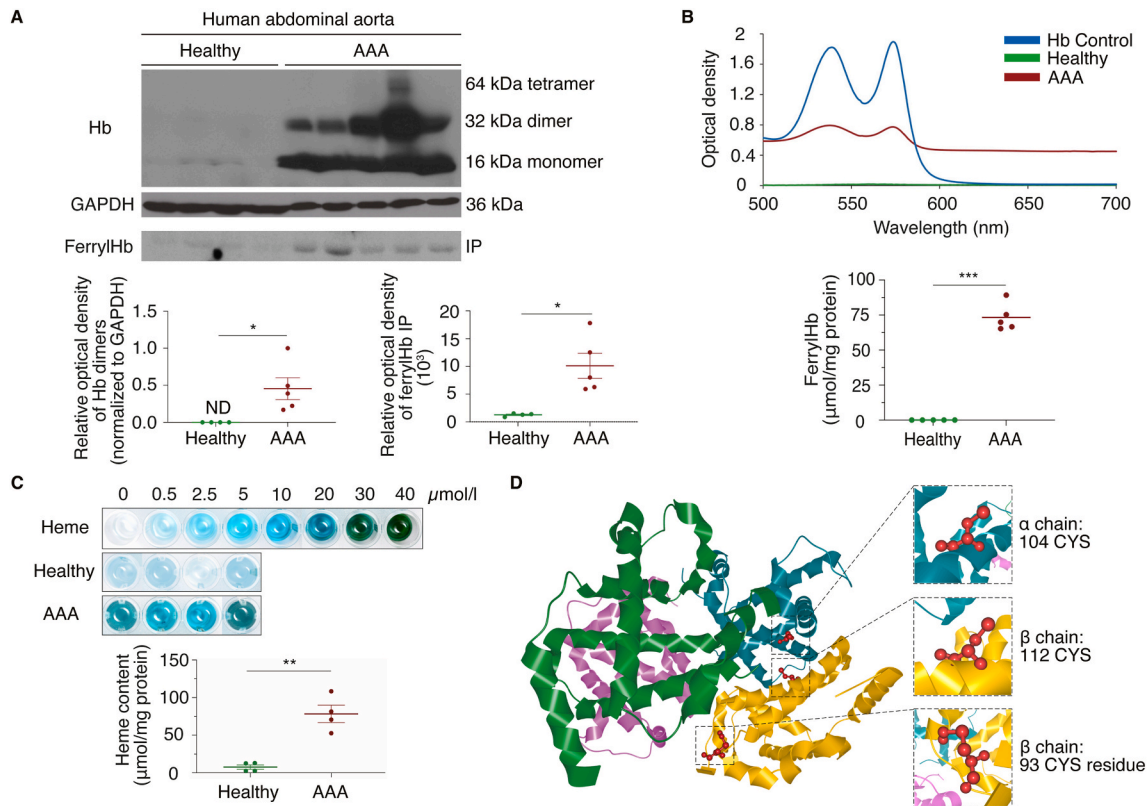 A
Human abdominal aorta
Healthy
AAA
Hb
64 kDa tetramer
32 kDa dimer
16 kDa monomer
GAPDH
36 kDa
FerrylHb
IP
Relative optical density
of Hb dimers
(normalized to GAPDH)
1.5
1.0
0.5
0.0
*
ND
Healthy
AAA
Relative optical density
of ferrylHb IP
(10³)
20
15
10
5
0
*
Healthy
AAA
B
Optical density
2
1.6
1.2
0.8
0.4
0
500
550
600
650
700
Wavelength (nm)
Hb Control
Healthy
AAA
FerrylHb
(µmol/mg protein)
100
75
50
25
0
***
Healthy
AAA
C
0 0.5 2.5 5 10 20 30 40 µmol/l
Heme
Healthy
AAA
Heme content
(µmol/mg protein)
150
100
50
0
**
Healthy
AAA
D
α chain:
104 CYS
β chain:
112 CYS
β chain:
93 CYS residue